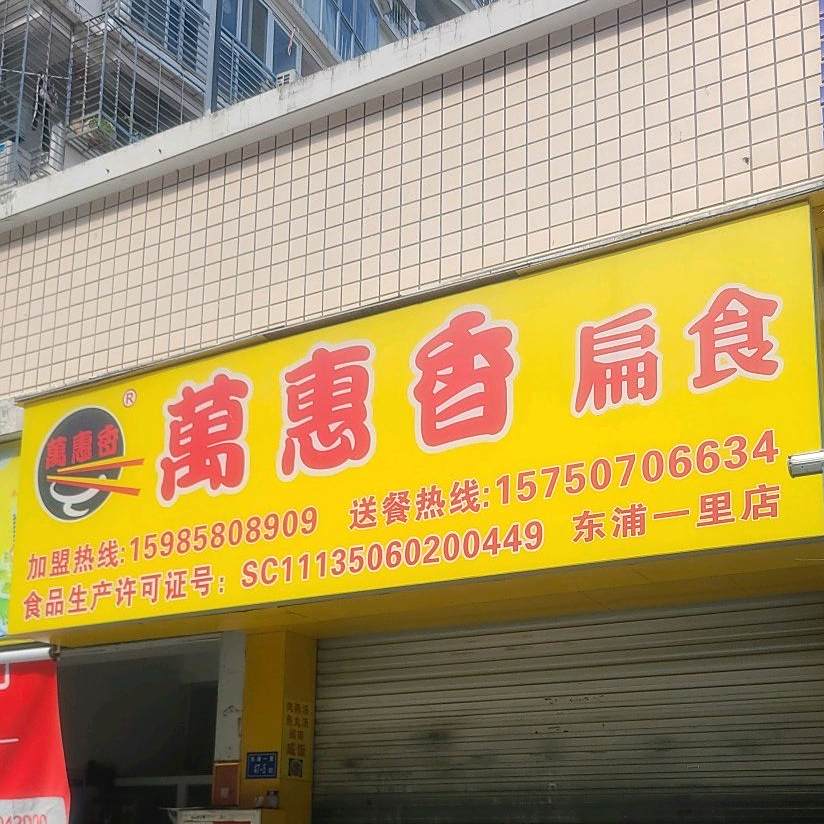 萬惠香
®
萬惠香 扁食
加盟热线:15985808909 送餐热线:15750706634
食品生产许可证号：SC11135060200449 东浦一里店